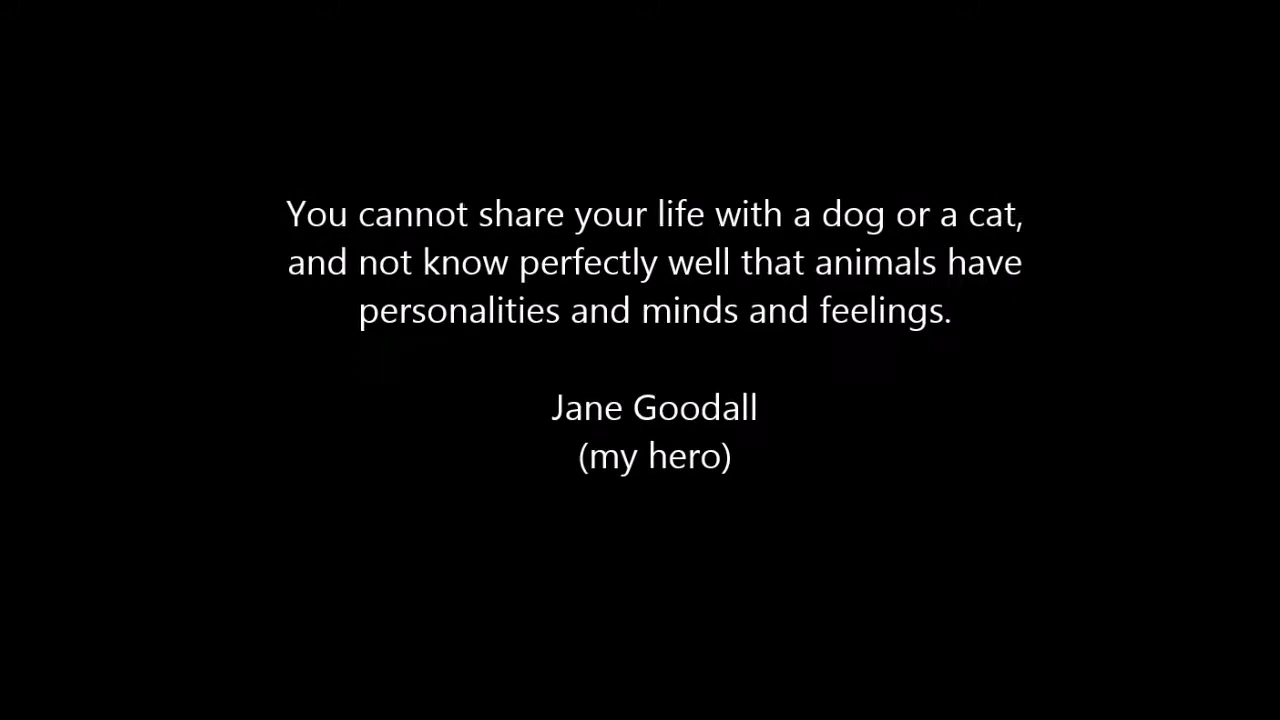 You cannot share your life with a dog or a cat,
and not know perfectly well that animals have
personalities and minds and feelings.
Jane Goodall
(my hero)